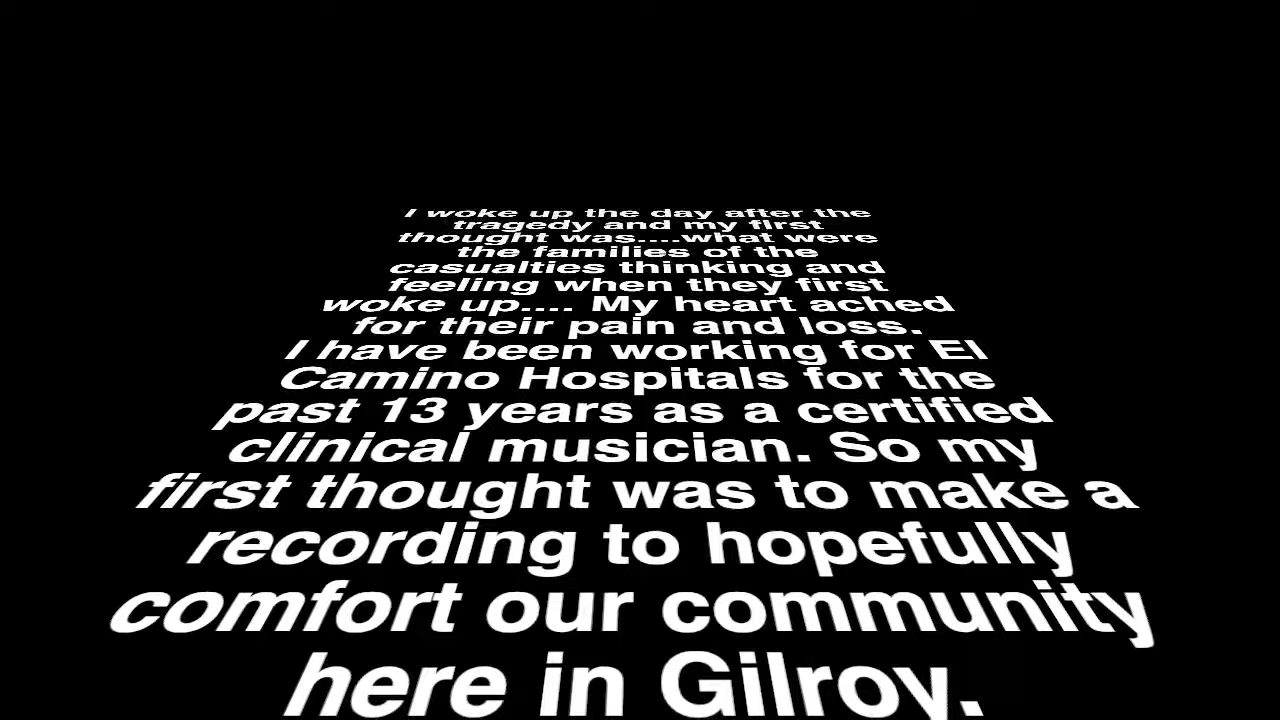 I woke up the day after the
tragedy and my first
thought was....what were
the families of the
casualties thinking and
feeling when they first
woke up.... My heart ached
for their pain and loss.
I have been working for El
Camino Hospitals for the
past 13 years as a certified
clinical musician. So my
first thought was to make a
recording to hopefully
comfort our community
here in Gilroy.